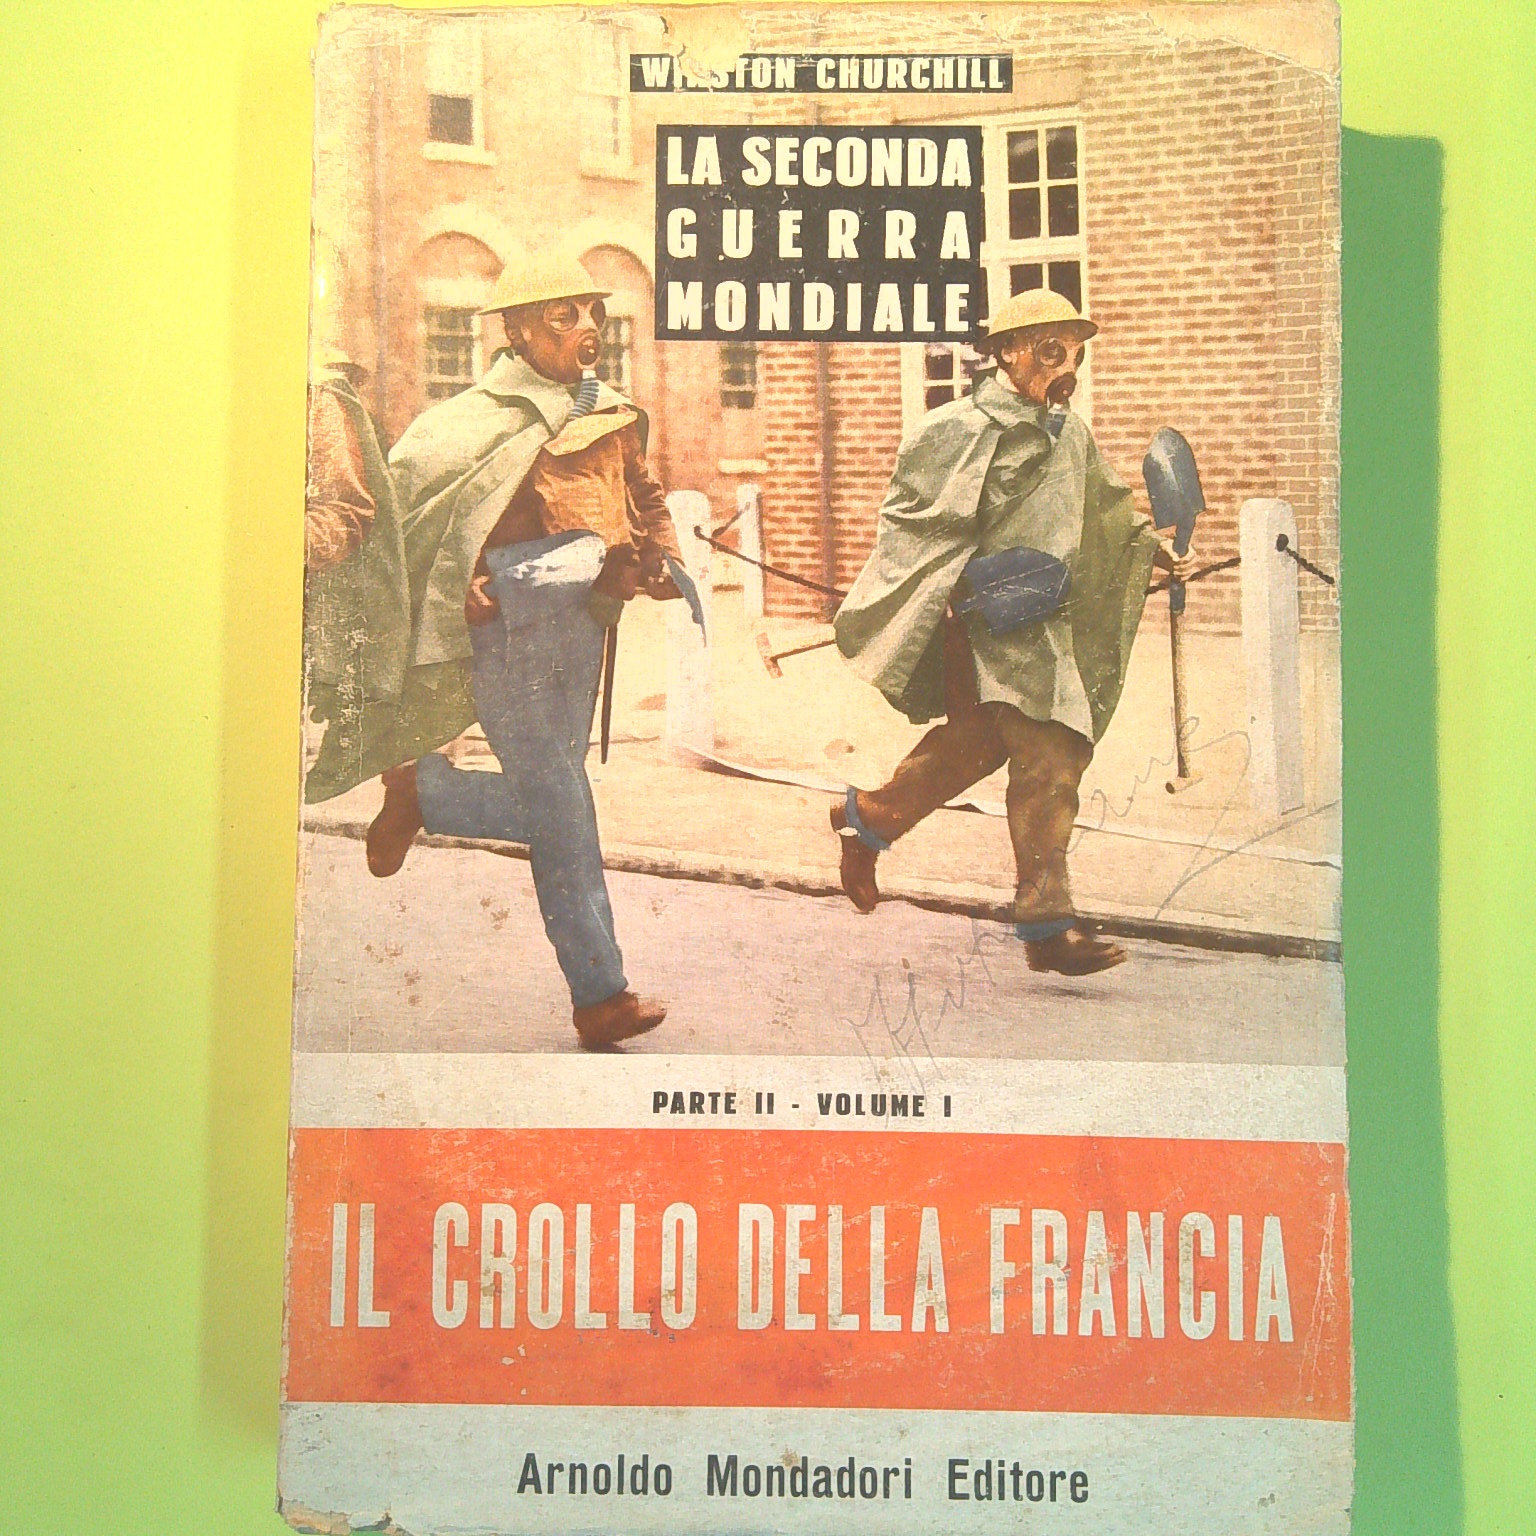 WINSTON CHURCHILL
LA SECONDA
GUERRA
MONDIALE
PARTE II - VOLUME I
IL CROLLO DELLA FRANCIA
Arnoldo Mondadori Editore